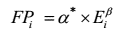 FP_i = α* × E_i^β